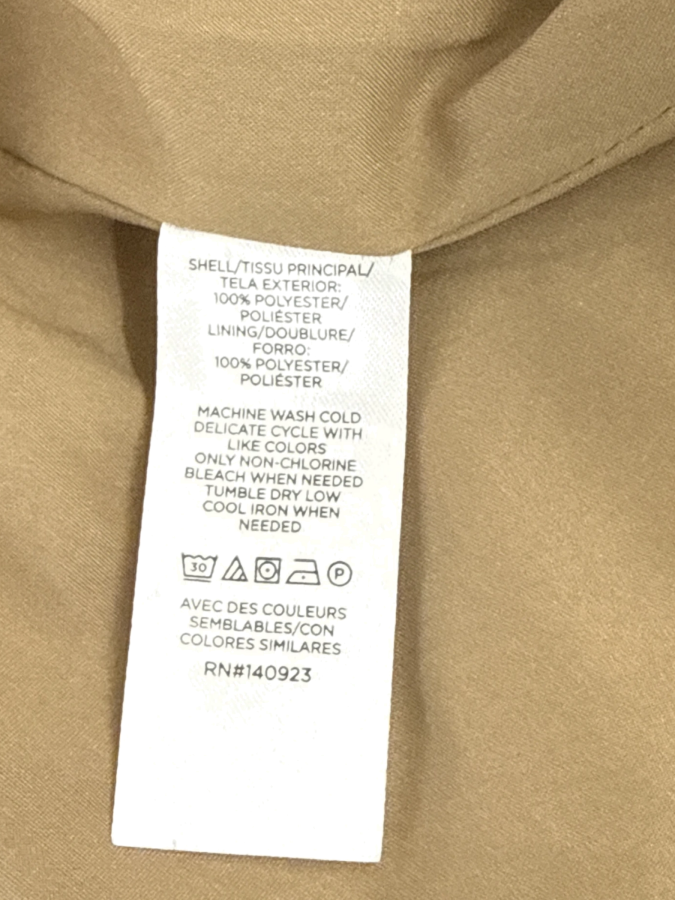 SHELL/TISSU PRINCIPAL/
TELA EXTERIOR:
100% POLYESTER/
POLIÉSTER
LINING/DOUBLURE/
FORRO:
100% POLYESTER/
POLIÉSTER
MACHINE WASH COLD
DELICATE CYCLE WITH
LIKE COLORS
ONLY NON-CHLORINE
BLEACH WHEN NEEDED
TUMBLE DRY LOW
COOL IRON WHEN
NEEDED
30 P
AVEC DES COULEURS
SEMBLABLES/CON
COLORES SIMILARES
RN#140923